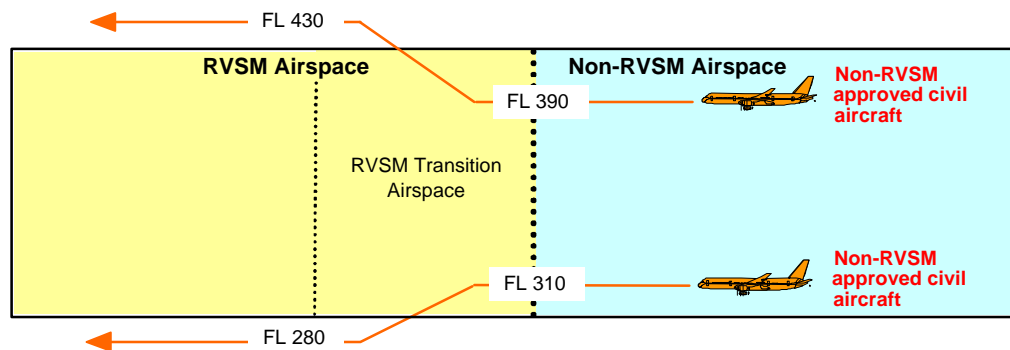 FL 430
RVSM Airspace
Non-RVSM Airspace
Non-RVSM
approved civil
aircraft
FL 390
RVSM Transition
Airspace
Non-RVSM
approved civil
aircraft
FL 310
FL 280